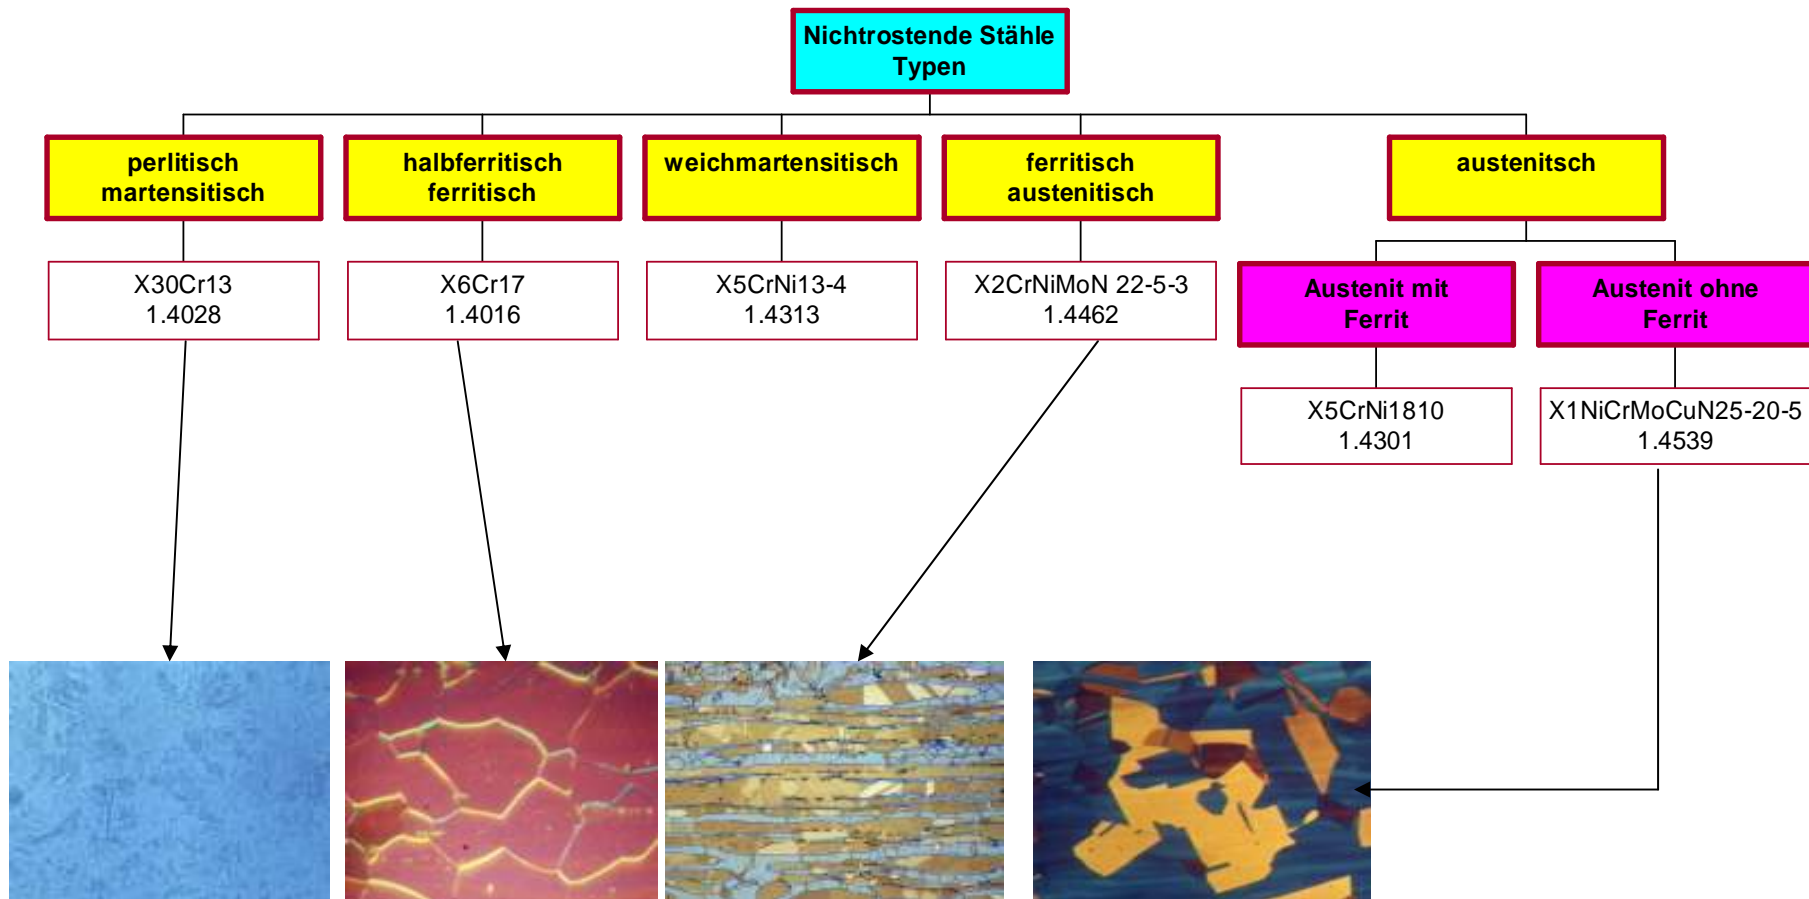 Nichtrostende Stähle
Typen
perlitisch
martensitisch
halbferritisch
ferritisch
weichmartensitisch
ferritisch
austenitisch
austenitsch
X30Cr13
1.4028
X6Cr17
1.4016
X5CrNi13-4
1.4313
X2CrNiMoN 22-5-3
1.4462
Austenit mit
Ferrit
Austenit ohne
Ferrit
X5CrNi1810
1.4301
X1NiCrMoCuN25-20-5
1.4539